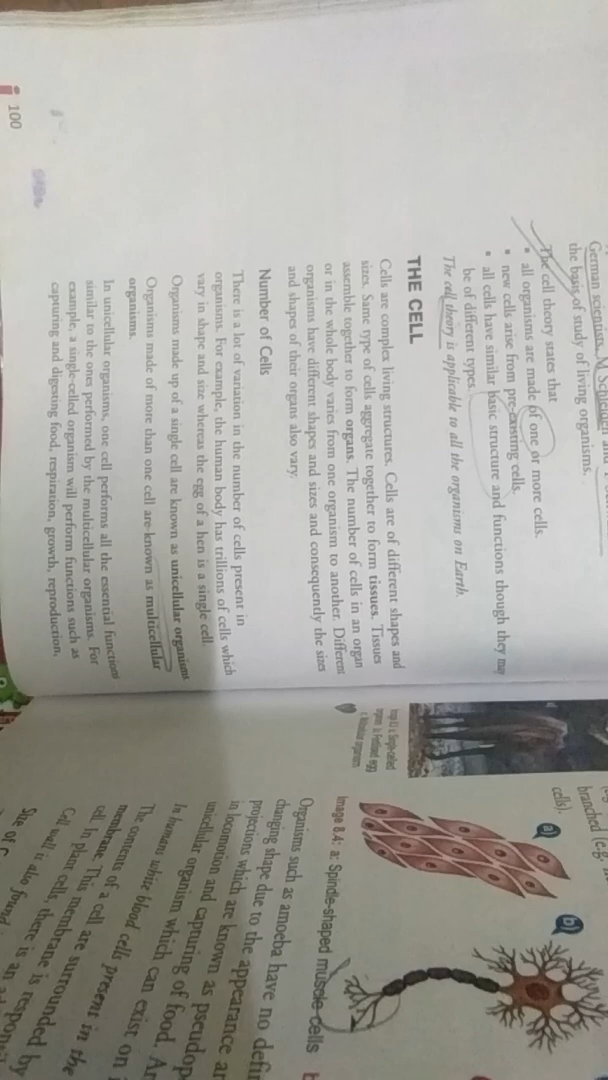 German scientists, M Schleiden and
the basis of study of living organisms.
The cell theory states that
• all organisms are made of one or more cells.
• new cells arise from pre-existing cells.
• all cells have similar basic structure and functions though they may
be of different types.
The cell theory is applicable to all the organisms on Earth.
THE CELL
Cells are complex living structures. Cells are of different shapes and
sizes. Same type of cells aggregate together to form tissues. Tissues
assemble together to form organs. The number of cells in an organ
or in the whole body varies from one organism to another. Different
organisms have different shapes and sizes and consequently the sizes
and shapes of their organs also vary.
Number of Cells
There is a lot of variation in the number of cells present in
organisms. For example, the human body has trillions of cells which
vary in shape and size whereas the egg of a hen is a single cell.
Organisms made up of a single cell are known as unicellular organisms
Organisms made of more than one cell are known as multicellular
organisms.
In unicellular organisms, one cell performs all the essential functions
similar to the ones performed by the multicellular organisms. For
example, a single-celled organism will perform functions such as
capturing and digesting food, respiration, growth, reproduction,
100
branched (e.g.
cells).
a)
b)
Image 8.4: a: Spindle-shaped muscle cells
Organisms such as amoeba have no defin
changing shape due to the appearance an
projections which are known as pseudop
in locomotion and capturing of food. An
unicellular organism which can exist on i
In human white blood cells present in the
The contents of a cell are surrounded by
membrane. This membrane is respon
cell. In plant cells, there is an ad
Cell wall is also found
Size of C